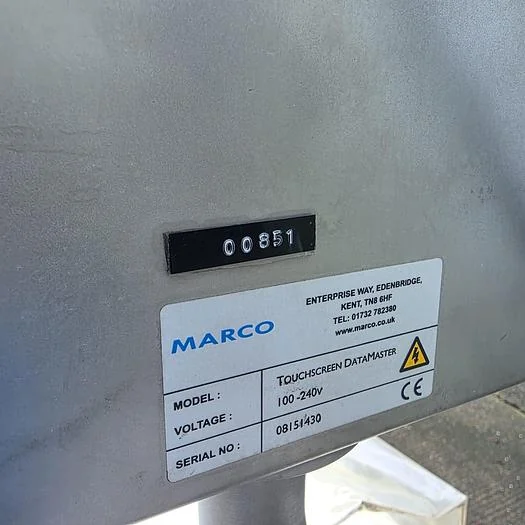 00851
MARCO
ENTERPRISE WAY, EDENBRIDGE,
KENT, TN8 6HF
TEL: 01732 782380
www.marco.co.uk
MODEL : TOUCHSCREEN DATAMASTER
VOLTAGE : 100-240V
CE
SERIAL NO : 08151430